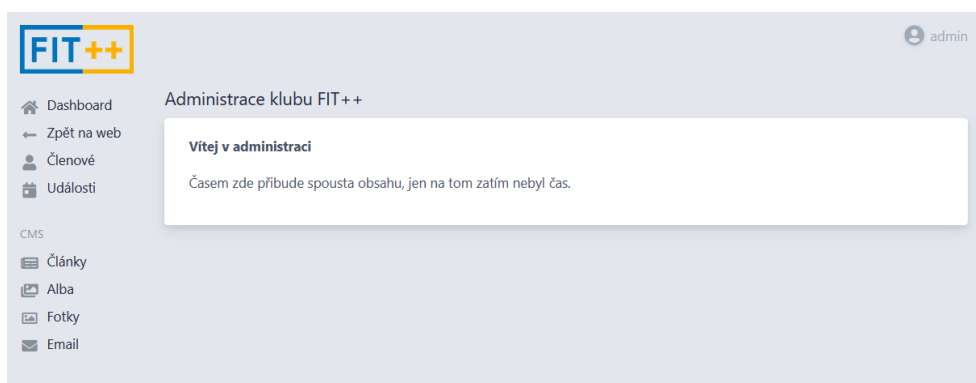 FIT++
admin
Dashboard
Zpět na web
Členové
Události
CMS
Články
Alba
Fotky
Email
Administrace klubu FIT++
Vítej v administraci
Časem zde přibude spousta obsahu, jen na tom zatím nebyl čas.